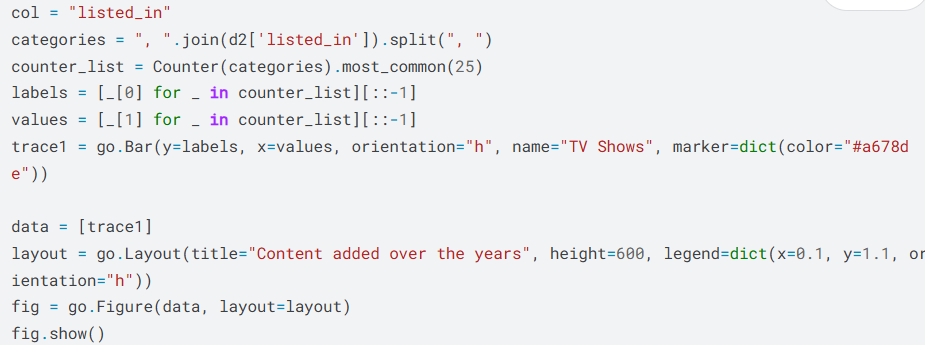 col = "listed_in"
categories = ", ".join(d2['listed_in']).split(", ")
counter_list = Counter(categories).most_common(25)
labels = [_[0] for _ in counter_list][::-1]
values = [_[1] for _ in counter_list][::-1]
trace1 = go.Bar(y=labels, x=values, orientation="h", name="TV Shows", marker=dict(color="#a678d
e"))
data = [trace1]
layout = go.Layout(title="Content added over the years", height=600, legend=dict(x=0.1, y=1.1, or
ientation="h"))
fig = go.Figure(data, layout=layout)
fig.show()